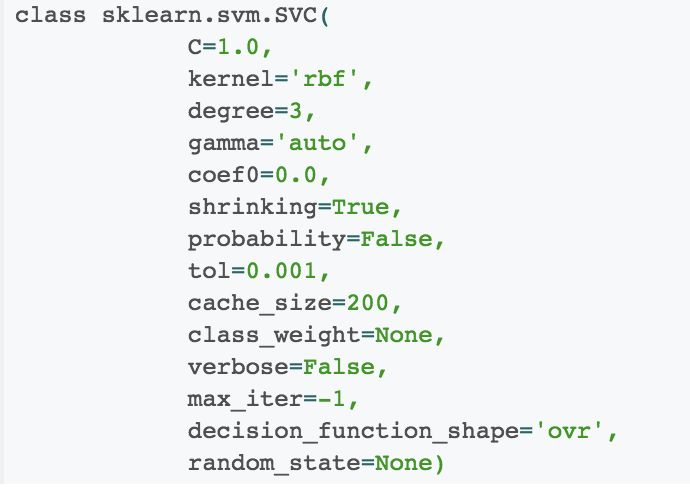 class sklearn.svm.SVC(
C=1.0,
kernel='rbf',
degree=3,
gamma='auto',
coef0=0.0,
shrinking=True,
probability=False,
tol=0.001,
cache_size=200,
class_weight=None,
verbose=False,
max_iter=-1,
decision_function_shape='ovr',
random_state=None)